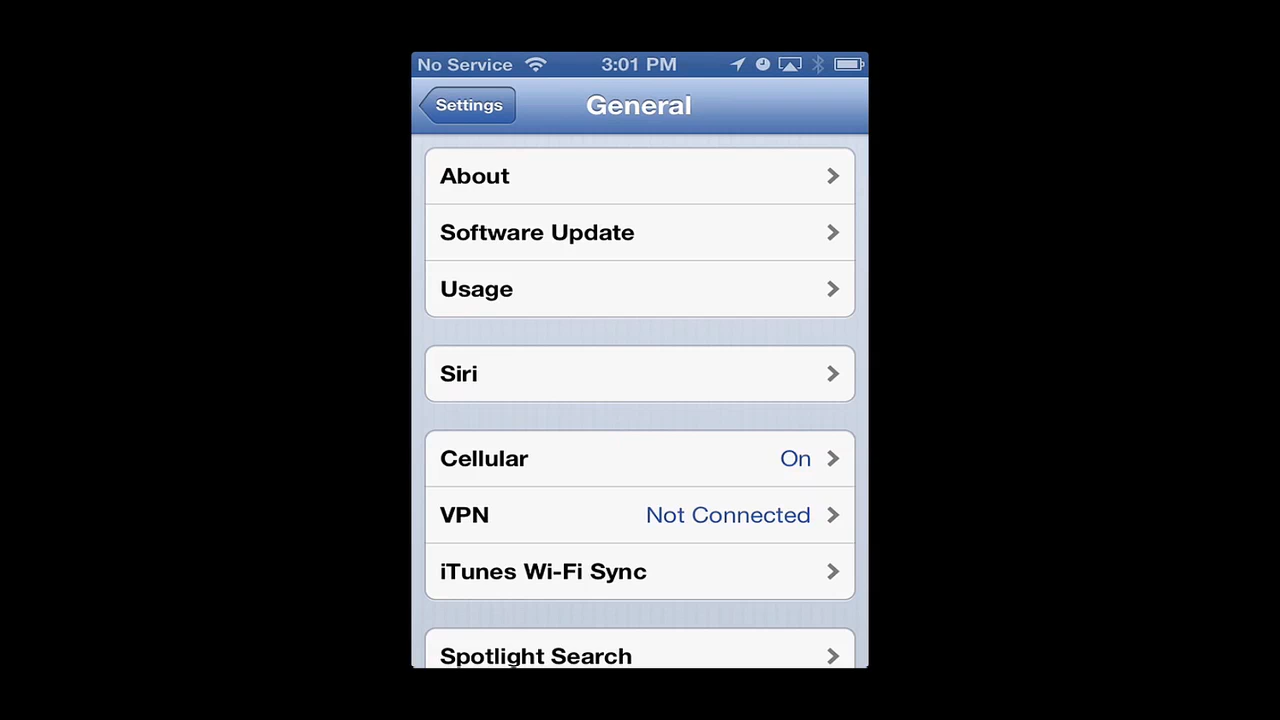 No Service 3:01 PM
Settings General
About
Software Update
Usage
Siri
Cellular On
VPN Not Connected
iTunes Wi-Fi Sync
Spotlight Search